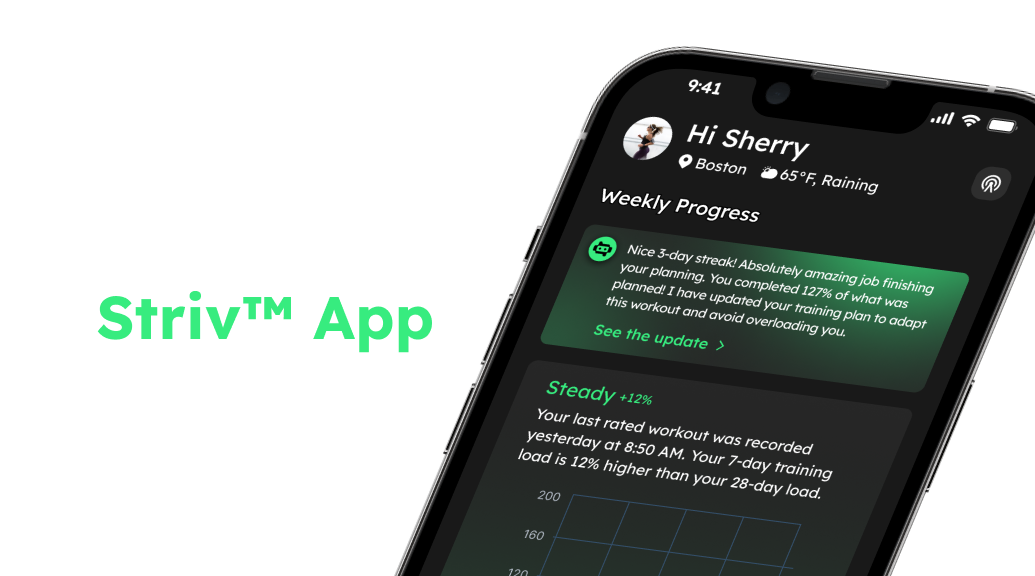 Striv™ App
9:41
Hi Sherry
Boston 65°F, Raining
Weekly Progress
Nice 3-day streak! Absolutely amazing job finishing
your planning. You completed 127% of what was
planned! I have updated your training plan to adapt
this workout and avoid overloading you.
See the update >
Steady +12%
Your last rated workout was recorded
yesterday at 8:50 AM. Your 7-day training
load is 12% higher than your 28-day load.
200
160
120